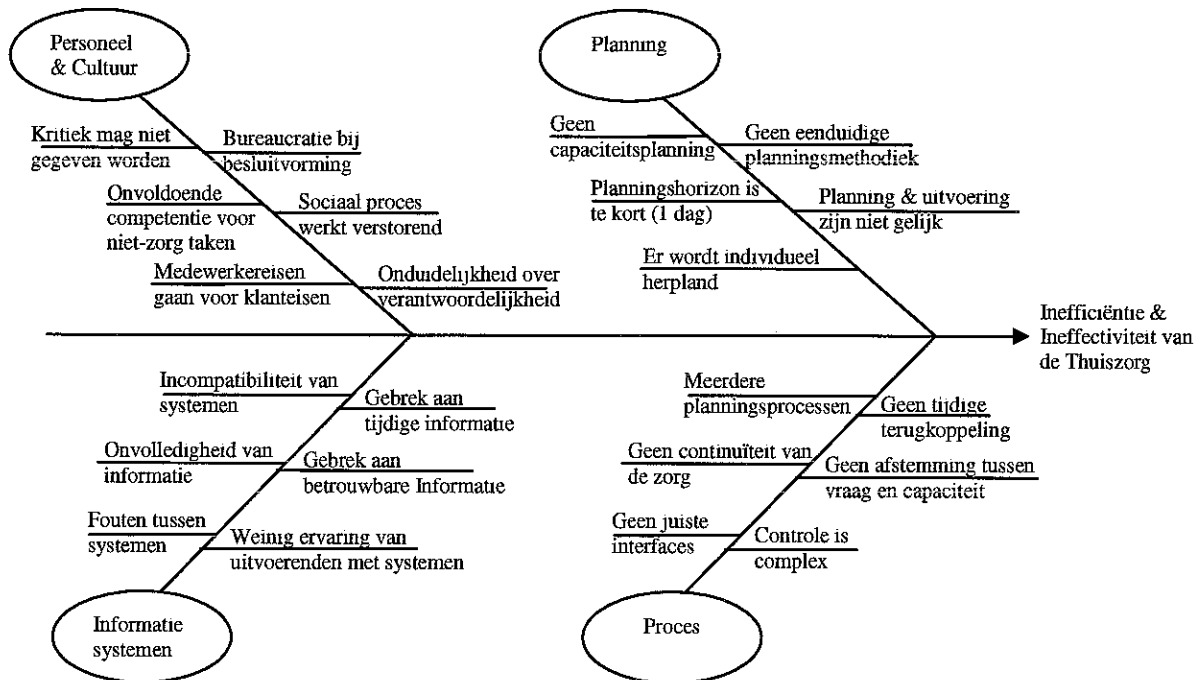 Personeel
& Cultuur
Kritiek mag niet
gegeven worden
Bureaucratie bij
besluitvorming
Onvoldoende
competentie voor
niet-zorg taken
Sociaal proces
werkt verstorend
Medewerkereisen
gaan voor klanteisen
Onduidelijkheid over
verantwoordelijkheid
Planning
Geen
capaciteitsplanning
Geen eenduidige
planningsmethodiek
Planningshorizon is
te kort (1 dag)
Planning & uitvoering
zijn niet gelijk
Er wordt individueel
herpland
Inefficiëntie &
Ineffectiviteit van
de Thuiszorg
Incompatibiliteit van
systemen
Gebrek aan
tijdige informatie
Onvolledigheid van
informatie
Gebrek aan
betrouwbare Informatie
Fouten tussen
systemen
Weinig ervaring van
uitvoerenden met systemen
Informatie
systemen
Meerdere
planningsprocessen
Geen tijdige
terugkoppeling
Geen continuïteit van
de zorg
Geen afstemming tussen
vraag en capaciteit
Geen juiste
interfaces
Controle is
complex
Proces